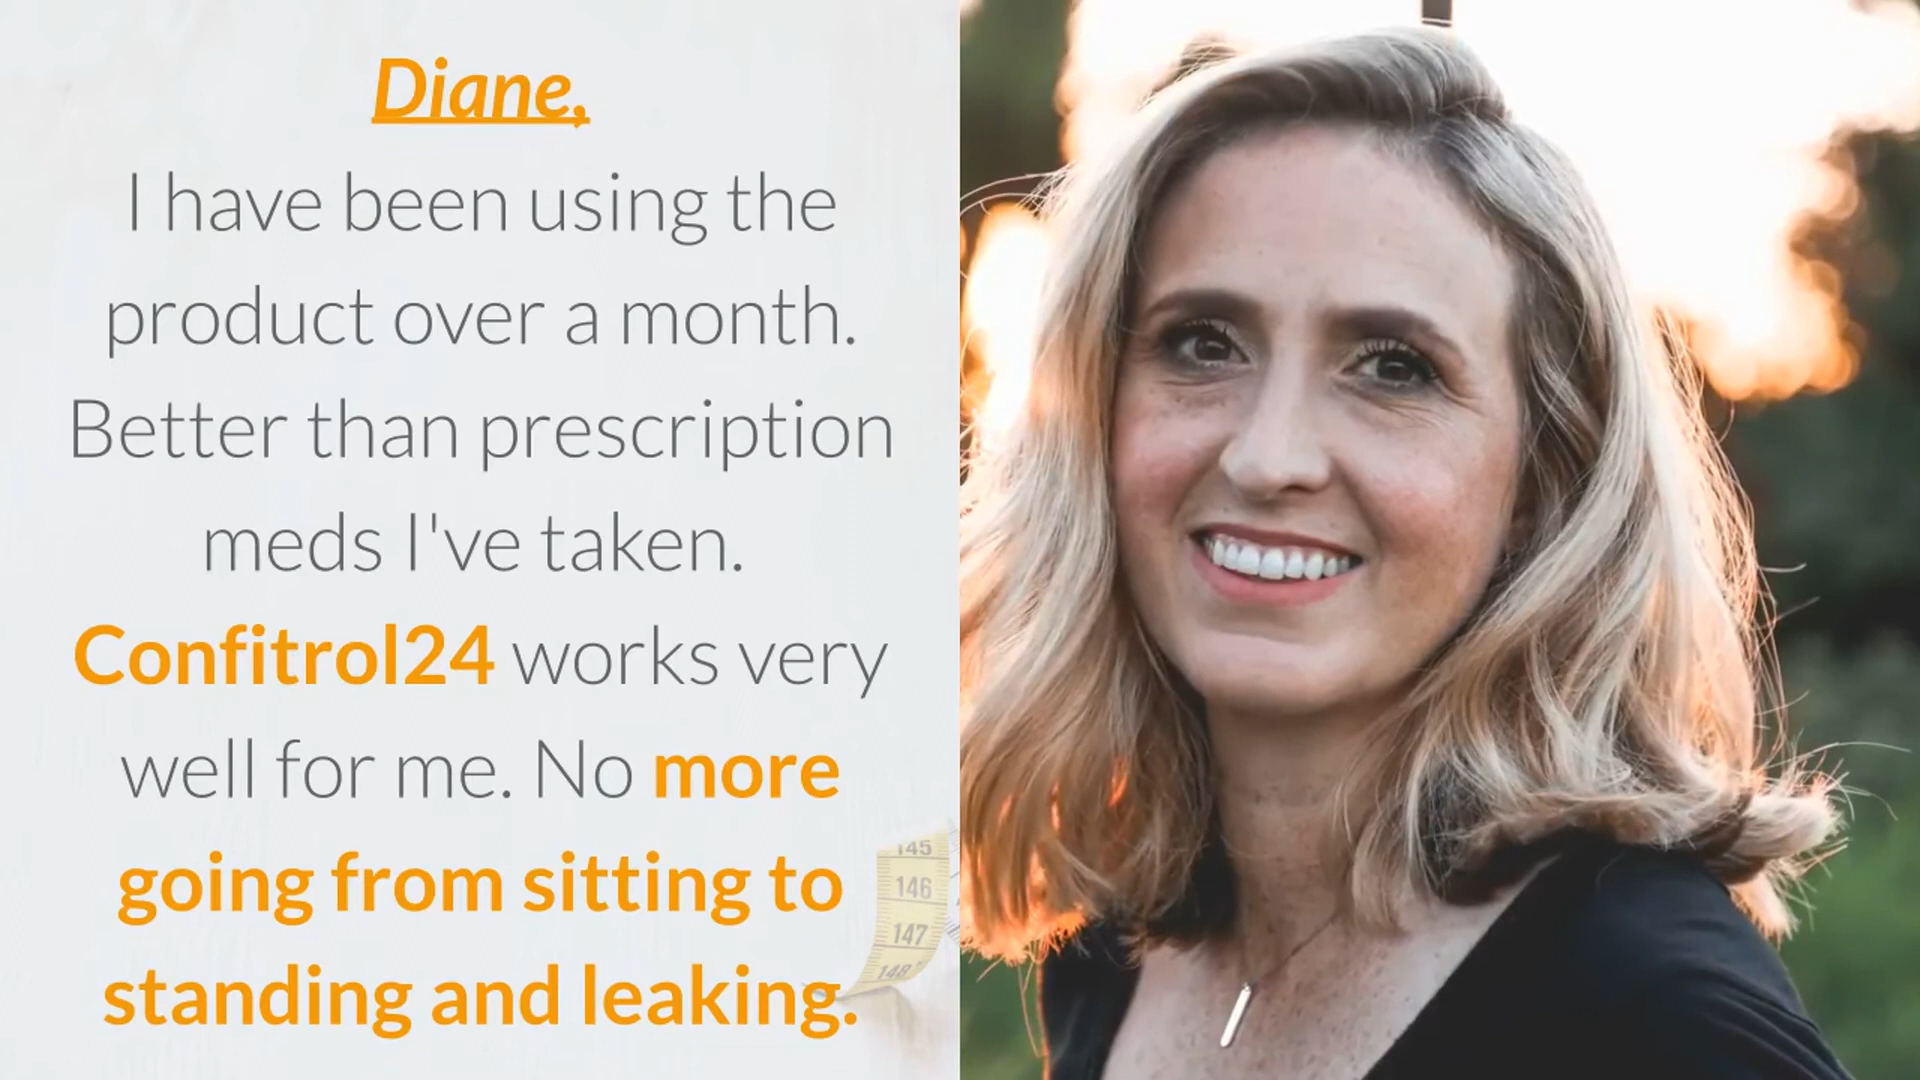 Diane,
I have been using the
product over a month.
Better than prescription
meds I've taken.
Confitrol24 works very
well for me. No more
going from sitting to
standing and leaking.
145
146
147
148